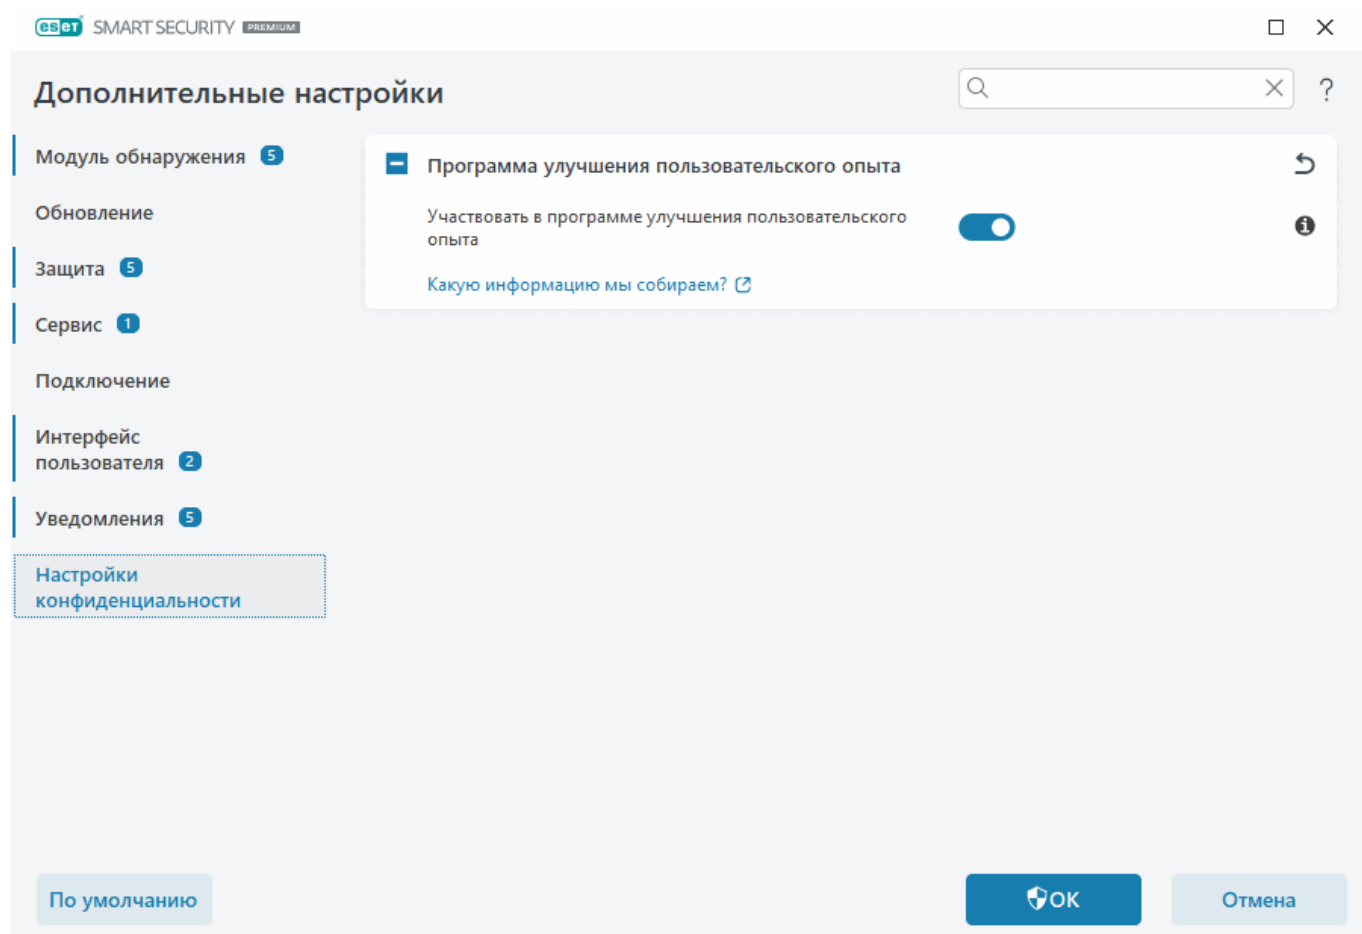 eset SMART SECURITY PREMIUM
Дополнительные настройки
?
Модуль обнаружения 5
Обновление
Защита 5
Сервис 1
Подключение
Интерфейс
пользователя 2
Уведомления 5
Настройки
конфиденциальности
Программа улучшения пользовательского опыта
Участвовать в программе улучшения пользовательского
опыта
Какую информацию мы собираем?
По умолчанию
ОК
Отмена